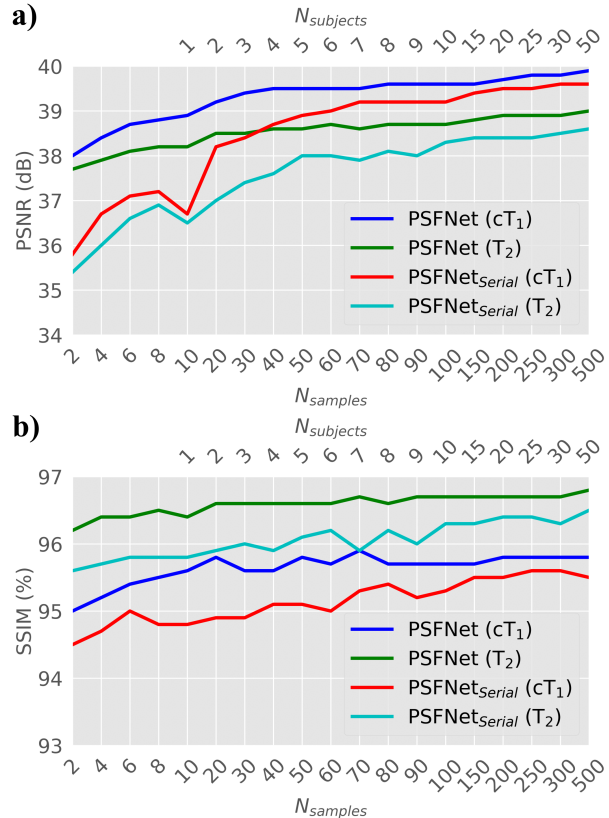 a)
N_subjects
1 2 3 4 5 6 7 8 9 10 15 20 25 30 50
40
39
38
37
36
35
34
PSNR (dB)
PSFNet (cT₁)
PSFNet (T₂)
PSFNet_Serial (cT₁)
PSFNet_Serial (T₂)
2 4 6 8 10 20 30 40 50 60 70 80 90 100 150 200 250 300 500
N_samples
b)
N_subjects
1 2 3 4 5 6 7 8 9 10 15 20 25 30 50
97
96
95
94
93
SSIM (%)
PSFNet (cT₁)
PSFNet (T₂)
PSFNet_Serial (cT₁)
PSFNet_Serial (T₂)
2 4 6 8 10 20 30 40 50 60 70 80 90 100 150 200 250 300 500
N_samples